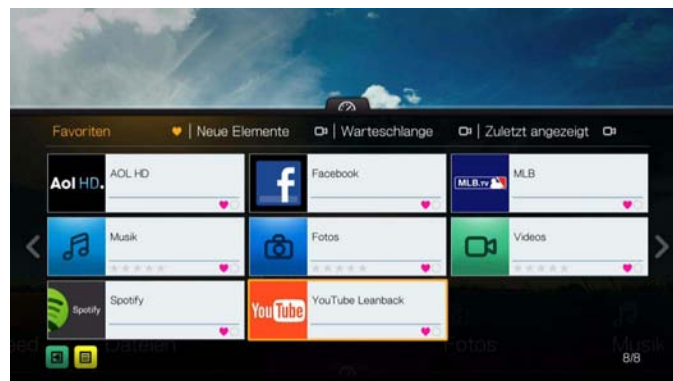 Favoriten | Neue Elemente | Warteschlange | Zuletzt angezeigt
Aol HD. AOL HD
f Facebook
MLB.TV MLB
Musik
Fotos
Videos
Spotify Spotify
You Tube YouTube Leanback
Dateien
Fotos
Musik
8/8